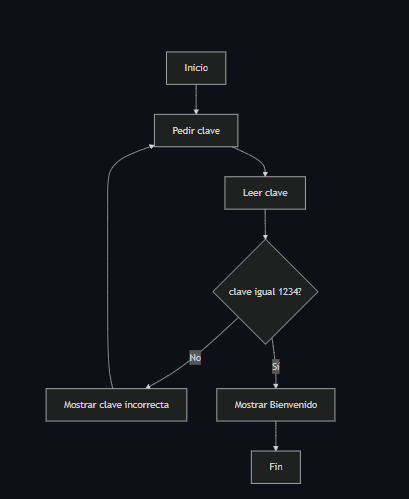 Inicio
Pedir clave
Leer clave
clave igual 1234?
No
Si
Mostrar clave incorrecta
Mostrar Bienvenido
Fin